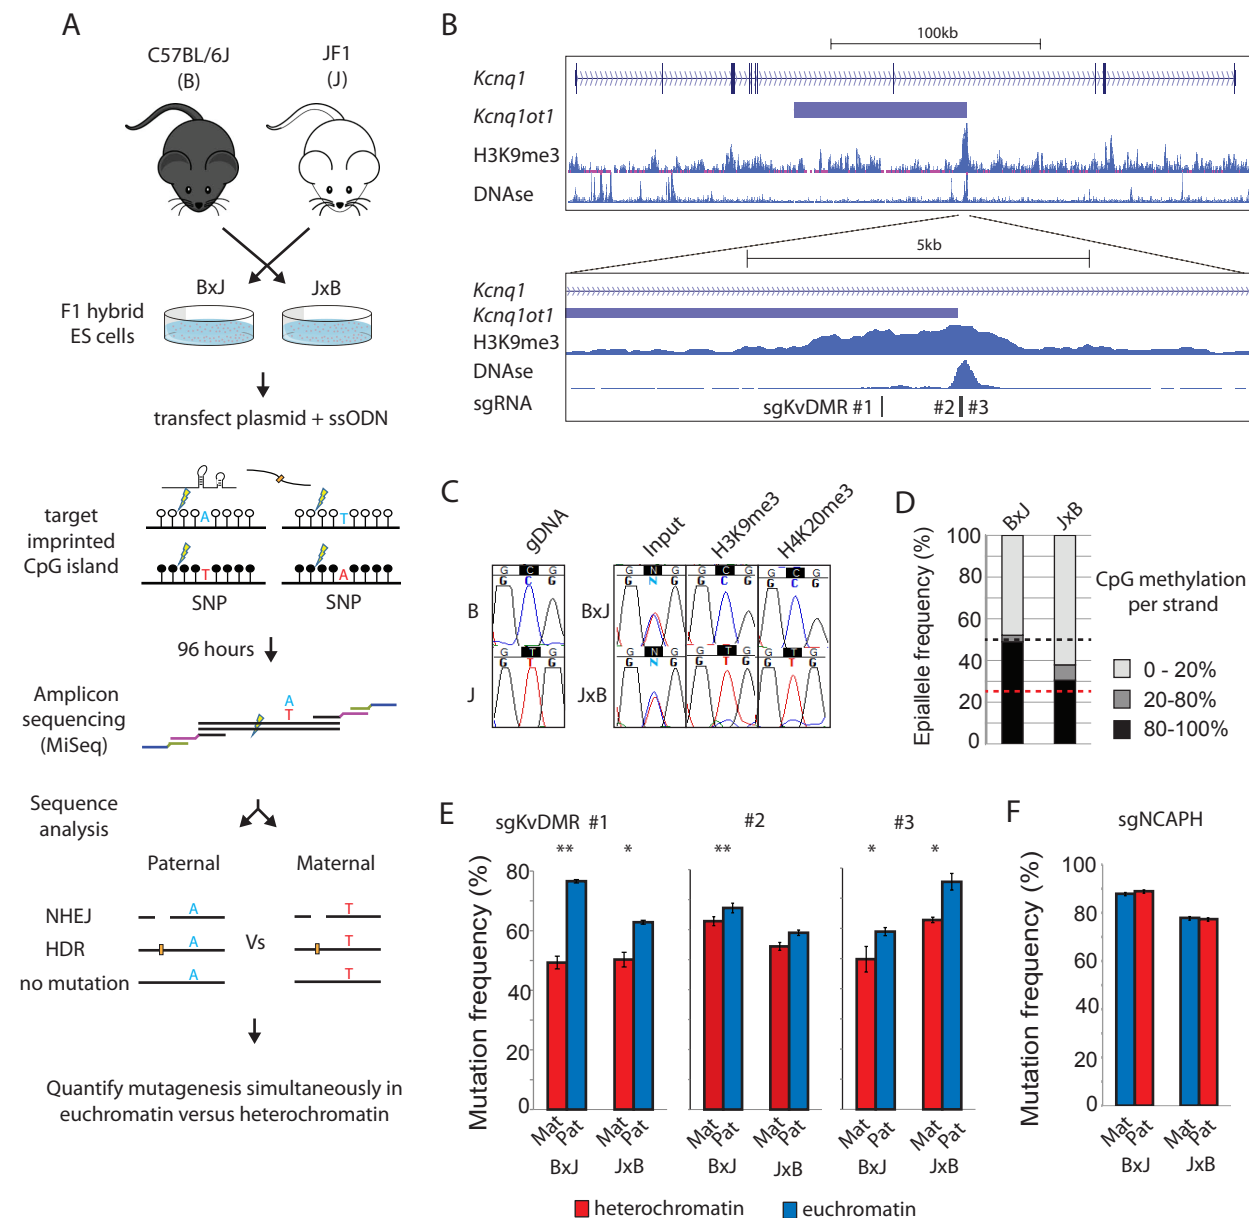 A
C57BL/6J
(B)
JF1
(J)
BxJ
JxB
F1 hybrid
ES cells
transfect plasmid + ssODN
target
imprinted
CpG island
A
T
T
A
SNP
SNP
96 hours
Amplicon
sequencing
(MiSeq)
A
T
Sequence
analysis
Paternal
Maternal
NHEJ
A
T
HDR
A
Vs
T
no mutation
A
T
Quantify mutagenesis simultaneously in
euchromatin versus heterochromatin
B
100kb
Kcnq1
Kcnq1ot1
H3K9me3
DNAse
5kb
Kcnq1
Kcnq1ot1
H3K9me3
DNAse
sgRNA
sgKvDMR #1
#2
#3
C
gDNA
Input
H3K9me3
H4K20me3
B
G C G
G C G
BxJ
G N G
G N G
G C G
G C G
G C G
G C G
J
G T G
G T G
JxB
G N G
G N G
G T G
G T G
G T G
G T G
D
BxJ
JxB
Epiallele frequency (%)
100
80
60
40
20
0
CpG methylation
per strand
0 - 20%
20-80%
80-100%
E
sgKvDMR #1
#2
#3
** * ** * *
Mutation frequency (%)
80
60
40
20
0
Mat Pat Mat Pat Mat Pat Mat Pat Mat Pat Mat Pat
BxJ JxB BxJ JxB BxJ JxB
heterochromatin
euchromatin
F
sgNCAPH
Mutation frequency (%)
100
80
60
40
20
0
Mat Pat Mat Pat
BxJ JxB